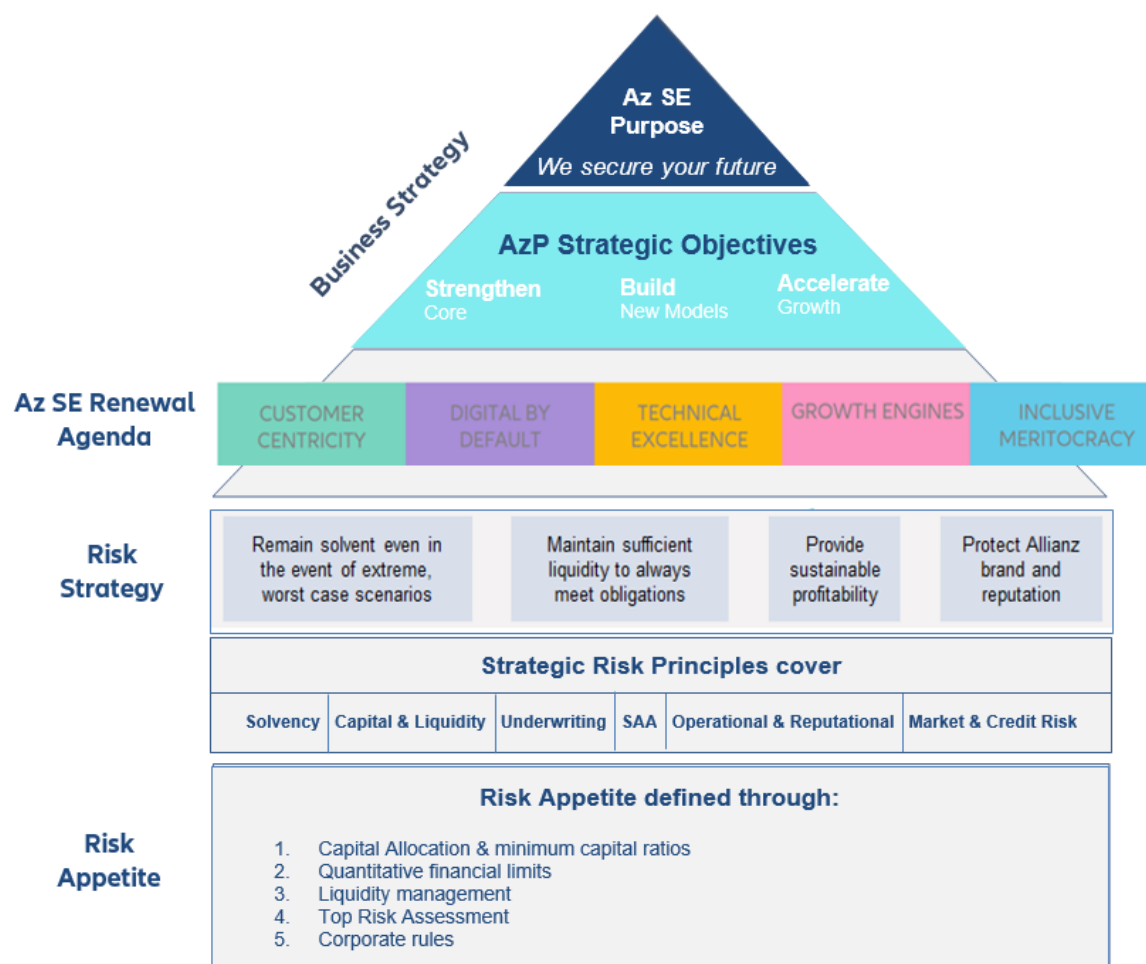 Az SE
Purpose
We secure your future
Business Strategy
AzP Strategic Objectives
Strengthen
Core
Build
New Models
Accelerate
Growth
Az SE Renewal
Agenda
CUSTOMER
CENTRICITY
DIGITAL BY
DEFAULT
TECHNICAL
EXCELLENCE
GROWTH ENGINES
INCLUSIVE
MERITOCRACY
Risk
Strategy
Remain solvent even in
the event of extreme,
worst case scenarios
Maintain sufficient
liquidity to always
meet obligations
Provide
sustainable
profitability
Protect Allianz
brand and
reputation
Strategic Risk Principles cover
Solvency
Capital & Liquidity
Underwriting
SAA
Operational & Reputational
Market & Credit Risk
Risk
Appetite
Risk Appetite defined through:
1. Capital Allocation & minimum capital ratios
2. Quantitative financial limits
3. Liquidity management
4. Top Risk Assessment
5. Corporate rules